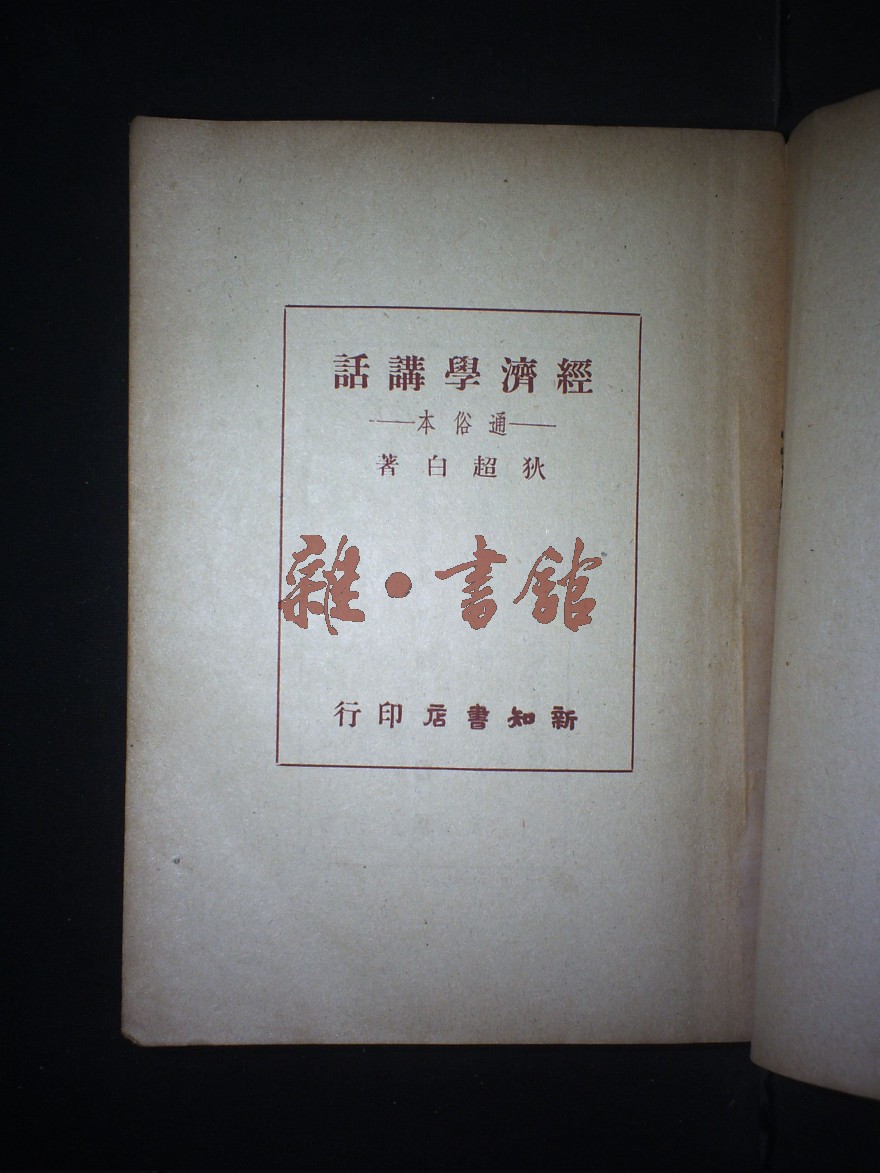 經濟學講話
——通俗本——
狄超白著
雜·書館
新知書店印行